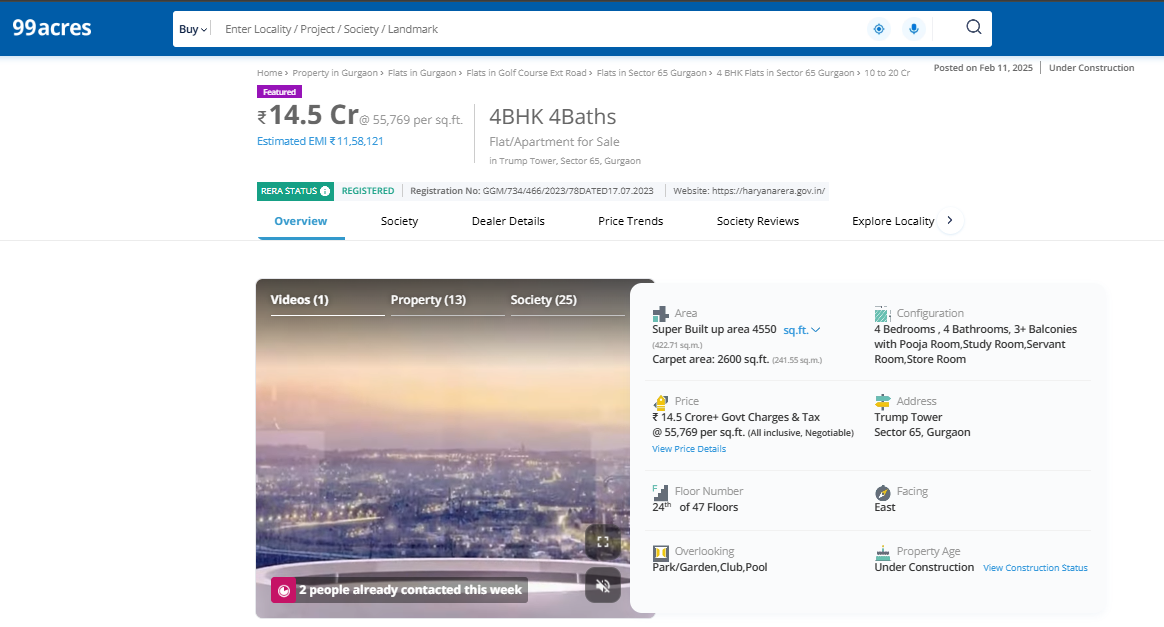 99acres
Buy
Enter Locality / Project / Society / Landmark
Home > Property in Gurgaon > Flats in Gurgaon > Flats in Golf Course Ext Road > Flats in Sector 65 Gurgaon > 4 BHK Flats in Sector 65 Gurgaon > 10 to 20 Cr
Posted on Feb 11, 2025 | Under Construction
Featured
₹14.5 Cr @ 55,769 per sq.ft.
Estimated EMI ₹ 11,58,121
4BHK 4Baths
Flat/Apartment for Sale
in Trump Tower, Sector 65, Gurgaon
RERA STATUS i REGISTERED | Registration No: GGM/734/466/2023/78DATED17.07.2023 | Website: https://haryanarera.gov.in/
Overview Society Dealer Details Price Trends Society Reviews Explore Locality >
Videos (1) Property (13) Society (25)
2 people already contacted this week
Area
Super Built up area 4550 sq.ft.
(422.71 sq.m.)
Carpet area: 2600 sq.ft. (241.55 sq.m.)
Configuration
4 Bedrooms , 4 Bathrooms, 3+ Balconies
with Pooja Room,Study Room,Servant
Room,Store Room
Price
₹ 14.5 Crore+ Govt Charges & Tax
@ 55,769 per sq.ft. (All inclusive, Negotiable)
View Price Details
Address
Trump Tower
Sector 65, Gurgaon
F
Floor Number
24th of 47 Floors
Facing
East
Overlooking
Park/Garden,Club,Pool
Property Age
Under Construction View Construction Status